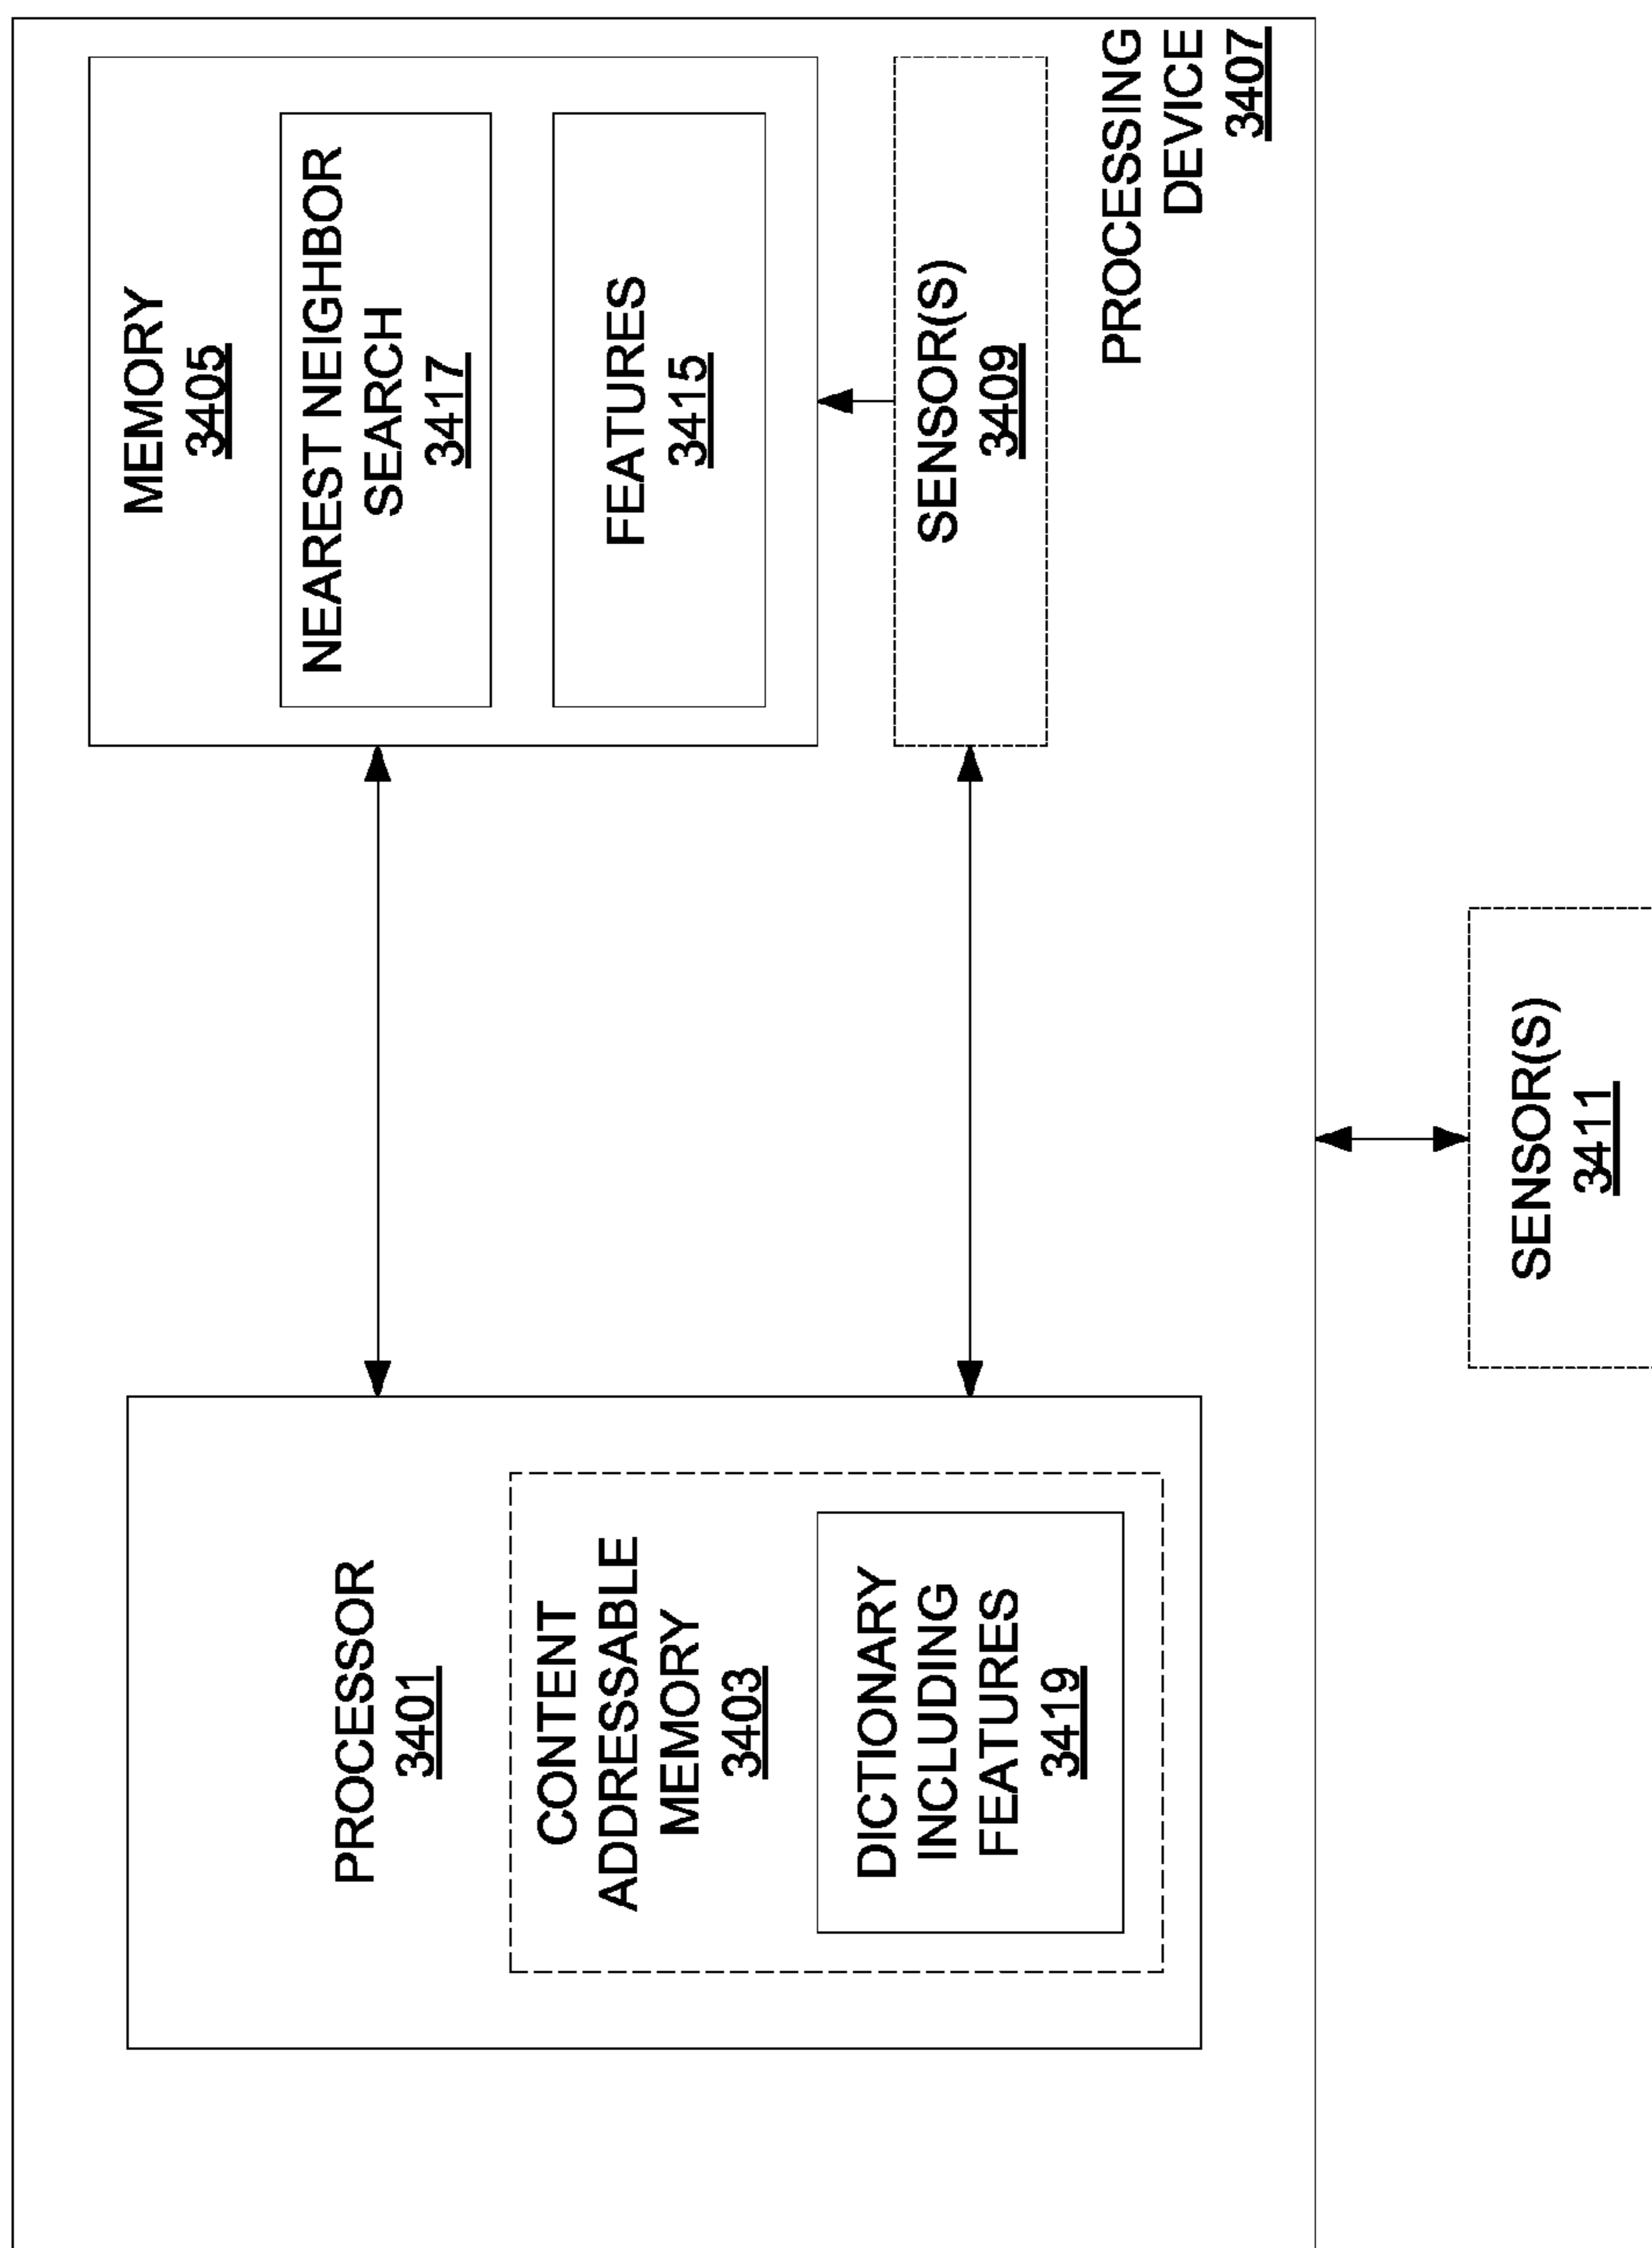 PROCESSOR
3401
CONTENT
ADDRESSABLE
MEMORY
3403
DICTIONARY
INCLUDING
FEATURES
3419
MEMORY
3405
NEAREST NEIGHBOR
SEARCH
3417
FEATURES
3415
SENSOR(S)
3409
PROCESSING
DEVICE
3407
SENSOR(S)
3411